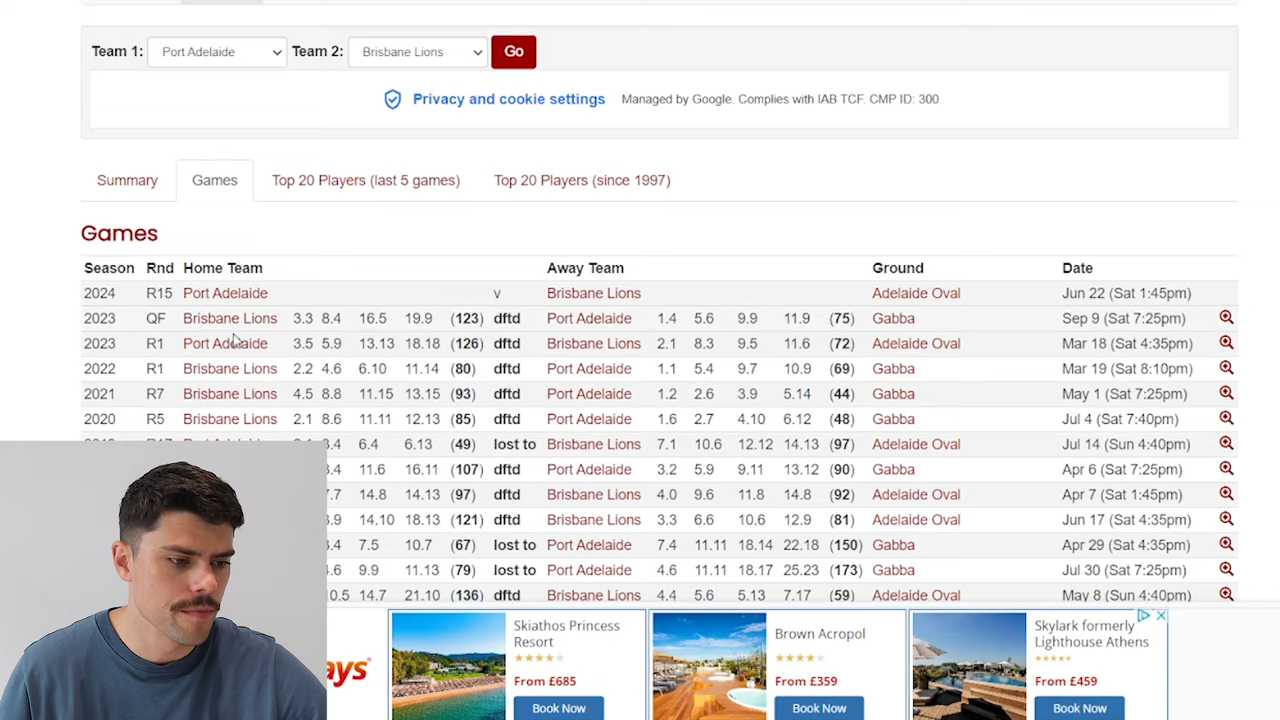 Team 1: Port Adelaide Team 2: Brisbane Lions Go
Privacy and cookie settings Managed by Google. Complies with IAB TCF. CMP ID: 300
Summary Games Top 20 Players (last 5 games) Top 20 Players (since 1997)
Games
Season Rnd Home Team Away Team Ground Date
2024 R15 Port Adelaide v Brisbane Lions Adelaide Oval Jun 22 (Sat 1:45pm)
2023 QF Brisbane Lions 3.3 8.4 16.5 19.9 (123) dftd Port Adelaide 1.4 5.6 9.9 11.9 (75) Gabba Sep 9 (Sat 7:25pm)
2023 R1 Port Adelaide 3.5 5.9 13.13 18.18 (126) dftd Brisbane Lions 2.1 8.3 9.5 11.6 (72) Adelaide Oval Mar 18 (Sat 4:35pm)
2022 R1 Brisbane Lions 2.2 4.6 6.10 11.14 (80) dftd Port Adelaide 1.1 5.4 9.7 10.9 (69) Gabba Mar 19 (Sat 8:10pm)
2021 R7 Brisbane Lions 4.5 8.8 11.15 13.15 (93) dftd Port Adelaide 1.2 2.6 3.9 5.14 (44) Gabba May 1 (Sat 7:25pm)
2020 R5 Brisbane Lions 2.1 8.6 11.11 12.13 (85) dftd Port Adelaide 1.6 2.7 4.10 6.12 (48) Gabba Jul 4 (Sat 7:40pm)
6.4 6.13 (49) lost to Brisbane Lions 7.1 10.6 12.12 14.13 (97) Adelaide Oval Jul 14 (Sun 4:40pm)
11.6 16.11 (107) dftd Port Adelaide 3.2 5.9 9.11 13.12 (90) Gabba Apr 6 (Sat 7:25pm)
14.8 14.13 (97) dftd Brisbane Lions 4.0 9.6 11.8 14.8 (92) Adelaide Oval Apr 7 (Sat 1:45pm)
14.10 18.13 (121) dftd Brisbane Lions 3.3 6.6 10.6 12.9 (81) Adelaide Oval Jun 17 (Sat 4:35pm)
7.5 10.7 (67) lost to Port Adelaide 7.4 11.11 18.14 22.18 (150) Gabba Apr 29 (Sat 4:35pm)
9.9 11.13 (79) lost to Port Adelaide 4.6 11.11 18.17 25.23 (173) Gabba Jul 30 (Sat 7:25pm)
14.7 21.10 (136) dftd Brisbane Lions 4.4 5.6 5.13 7.17 (59) Adelaide Oval May 8 (Sun 4:40pm)
Skiathos Princess Resort
From £685
Book Now
Brown Acropol
From £359
Book Now
Skylark formerly Lighthouse Athens
From £459
Book Now